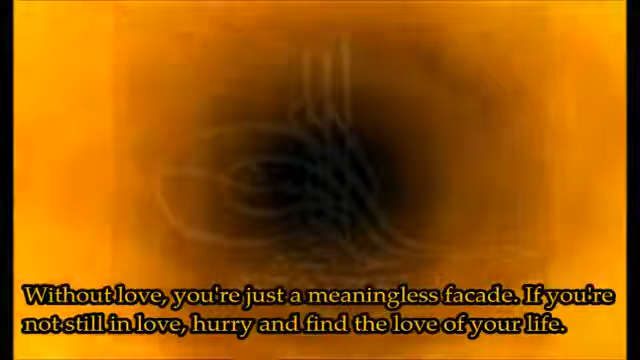 Without love, you're just a meaningless facade. If you're
not still in love, hurry and find the love of your life.